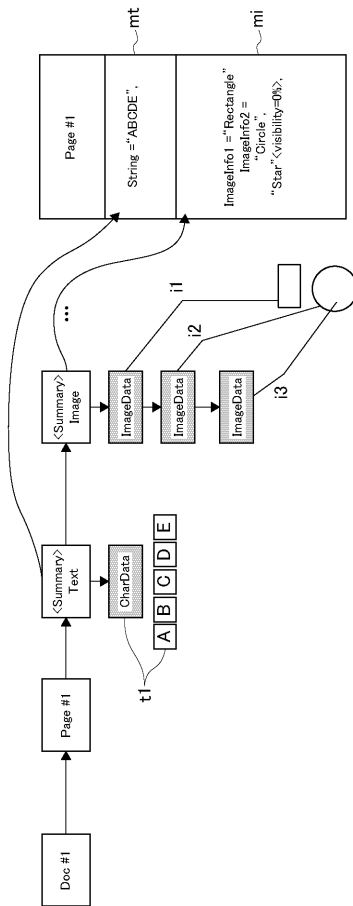 Doc #1
Page #1
<Summary>
Text
<Summary>
Image
...
CharData
ImageData
ImageData
ImageData
t1
A B C D E
i1
i2
i3
Page #1
String =“ABCDE”,
mt
ImageInfo1 =“Rectangle”
ImageInfo2 =
“Circle”,
“Star”<visibility=0%>,
mi